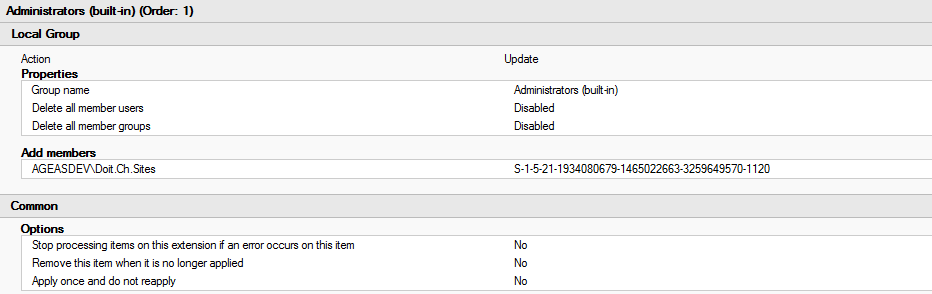 Administrators (built-in) (Order: 1)
Local Group
Action Update
Properties
Group name Administrators (built-in)
Delete all member users Disabled
Delete all member groups Disabled
Add members
AGEASDEV\Doit.Ch.Sites S-1-5-21-1934080679-1465022663-3259649570-1120
Common
Options
Stop processing items on this extension if an error occurs on this item No
Remove this item when it is no longer applied No
Apply once and do not reapply No